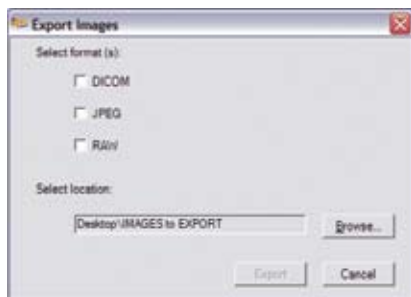 Export Images
Select format (s):
DICOM
JPEG
RAW
Select location:
Desktop\IMAGES to EXPORT
Browse...
Export
Cancel